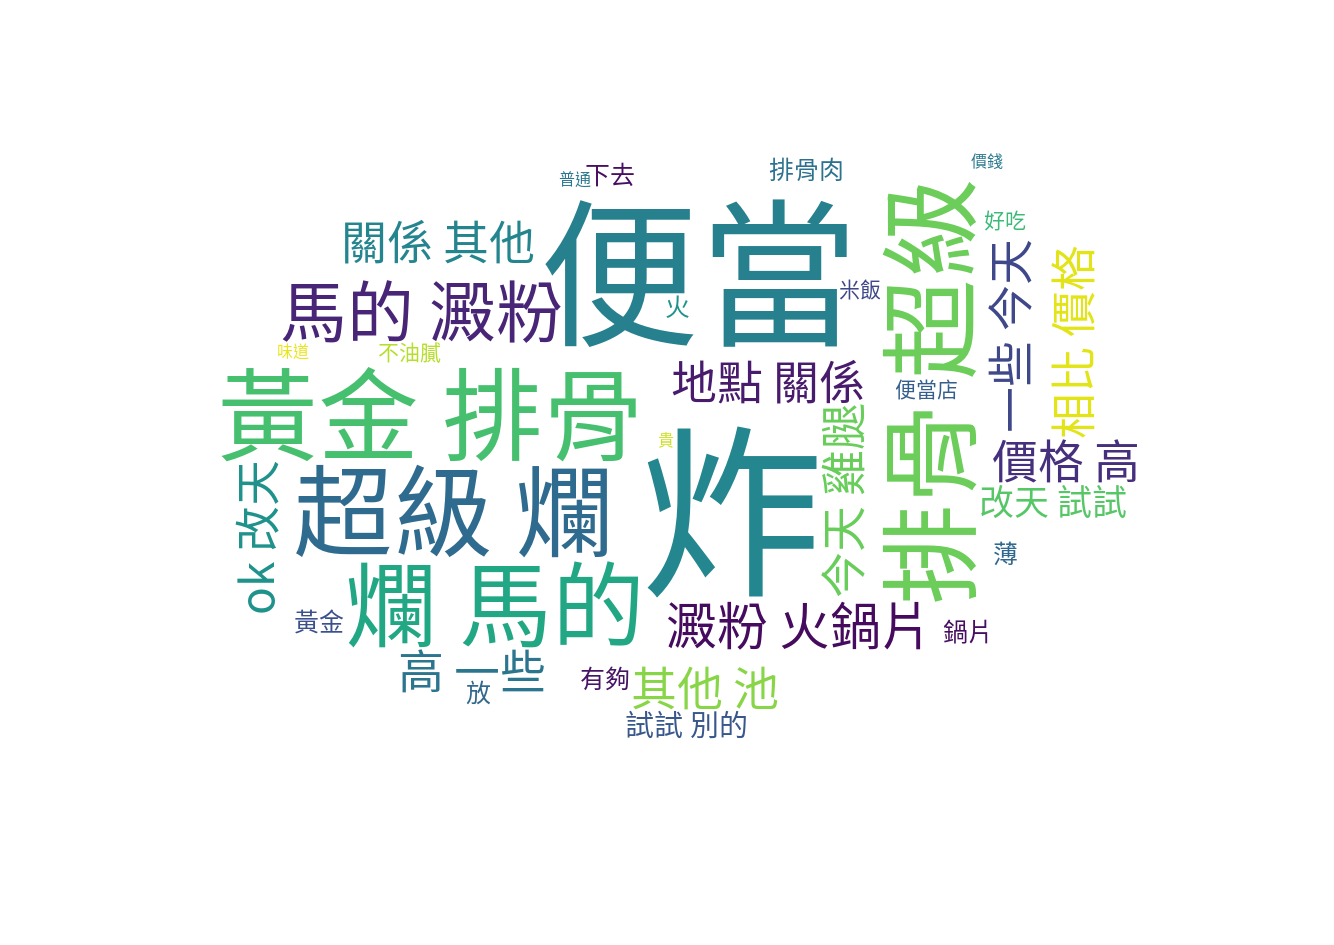 價錢
排骨肉
普通
下去
好吃
關係 其他
便當
超級 排骨
一些 今天
相比 價格
馬的 澱粉
火
米飯
味道
不油膩
地點 關係
便當店
黃金 排骨
貴
炸
今天 雞腿
價格 高
ok 改天
超級 爛
改天 試試
薄
爛 馬的
黃金
澱粉 火鍋片
鍋片
高 一些
放
有夠
其他 池
試試 別的